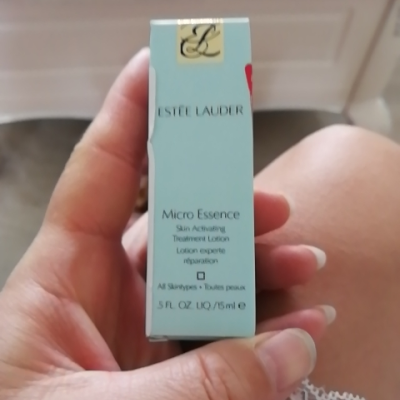 EL
ESTĒE LAUDER
Micro Essence
Skin Activating
Treatment Lotion
Lotion experte
réparation
All Skintypes • Toutes peaux
.5 FL. OZ. LIQ./15 ml e